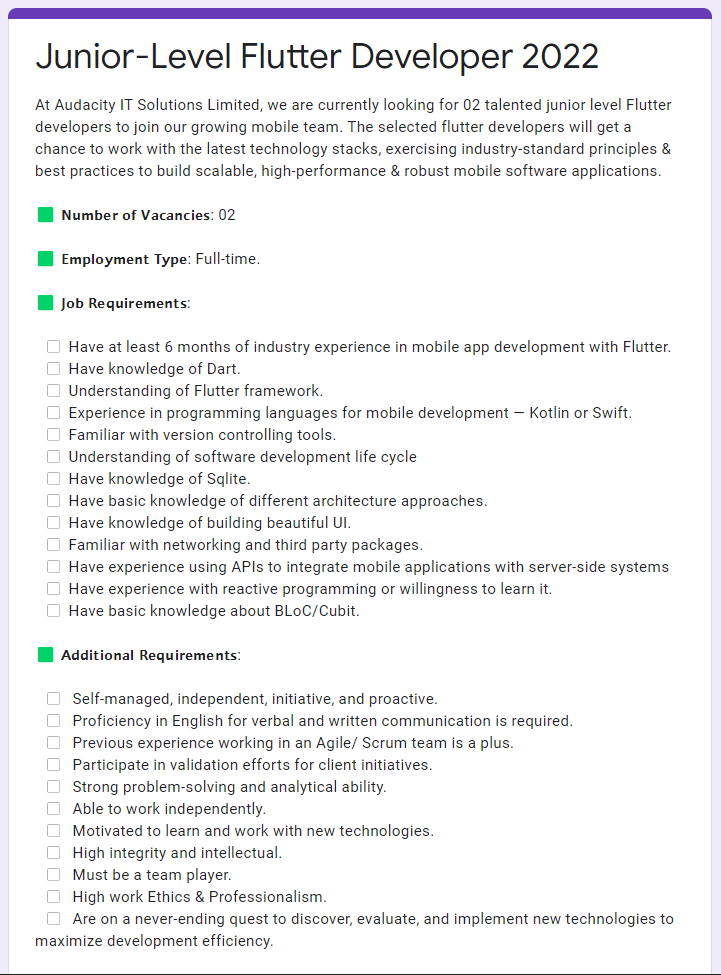 Junior-Level Flutter Developer 2022
At Audacity IT Solutions Limited, we are currently looking for 02 talented junior level Flutter
developers to join our growing mobile team. The selected flutter developers will get a
chance to work with the latest technology stacks, exercising industry-standard principles &
best practices to build scalable, high-performance & robust mobile software applications.
Number of Vacancies: 02
Employment Type: Full-time.
Job Requirements:
Have at least 6 months of industry experience in mobile app development with Flutter.
Have knowledge of Dart.
Understanding of Flutter framework.
Experience in programming languages for mobile development — Kotlin or Swift.
Familiar with version controlling tools.
Understanding of software development life cycle
Have knowledge of Sqlite.
Have basic knowledge of different architecture approaches.
Have knowledge of building beautiful UI.
Familiar with networking and third party packages.
Have experience using APIs to integrate mobile applications with server-side systems
Have experience with reactive programming or willingness to learn it.
Have basic knowledge about BLoC/Cubit.
Additional Requirements:
Self-managed, independent, initiative, and proactive.
Proficiency in English for verbal and written communication is required.
Previous experience working in an Agile/ Scrum team is a plus.
Participate in validation efforts for client initiatives.
Strong problem-solving and analytical ability.
Able to work independently.
Motivated to learn and work with new technologies.
High integrity and intellectual.
Must be a team player.
High work Ethics & Professionalism.
Are on a never-ending quest to discover, evaluate, and implement new technologies to
maximize development efficiency.